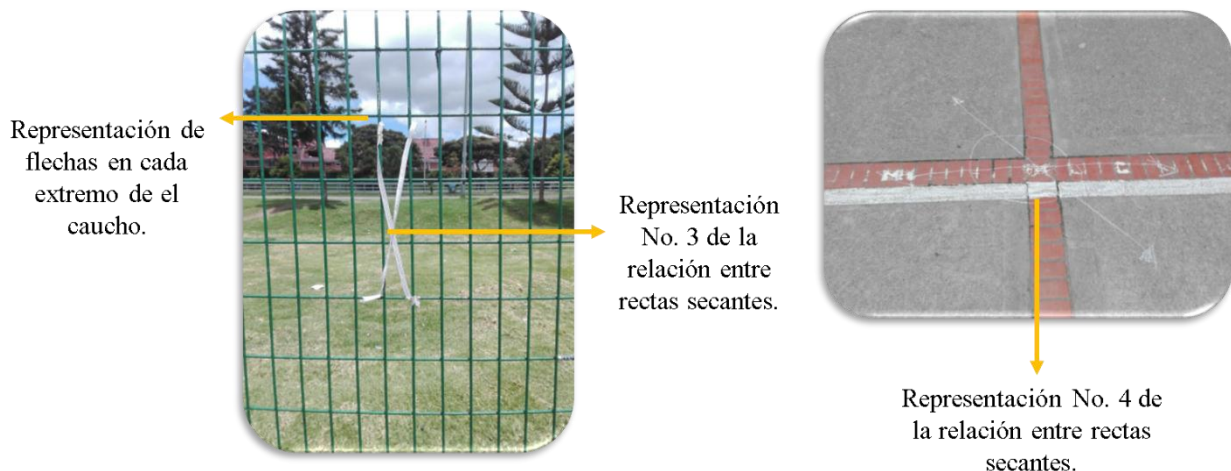 Representación de
flechas en cada
extremo de el
caucho.
Representación
No. 3 de la
relación entre
rectas secantes.
Representación No. 4 de
la relación entre rectas
secantes.